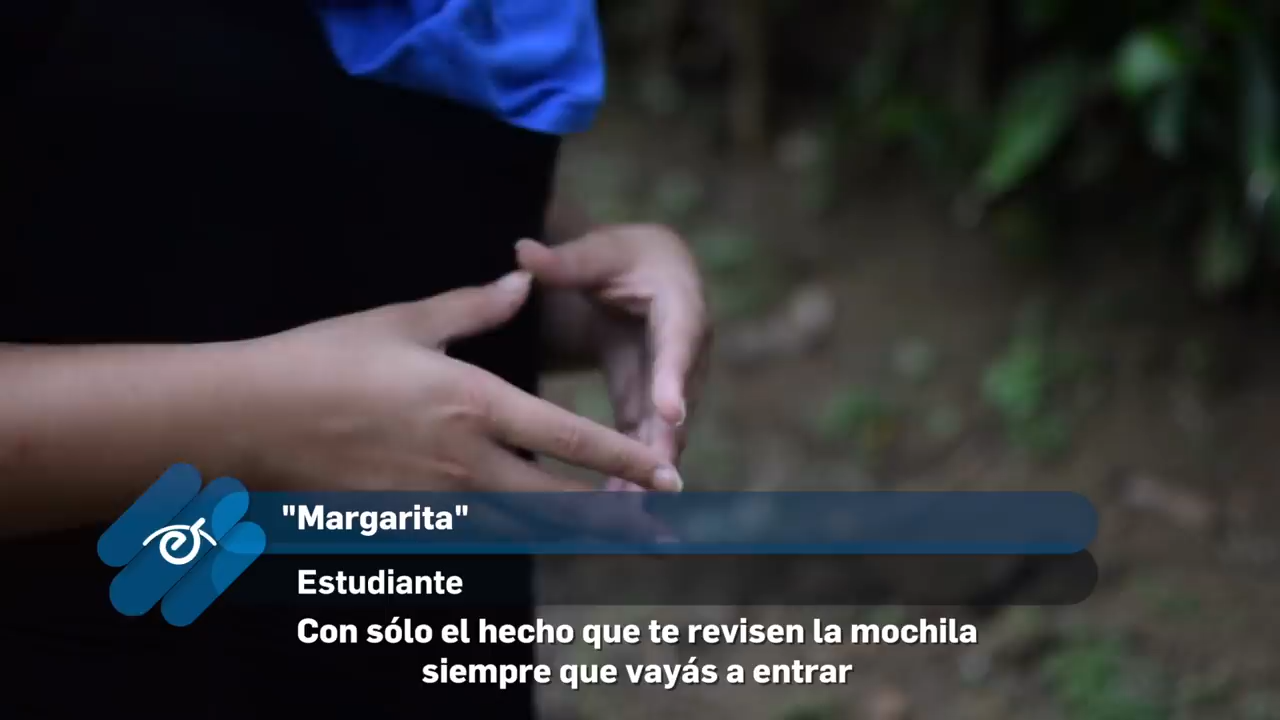 "Margarita"
Estudiante
Con sólo el hecho que te revisen la mochila
siempre que vayás a entrar